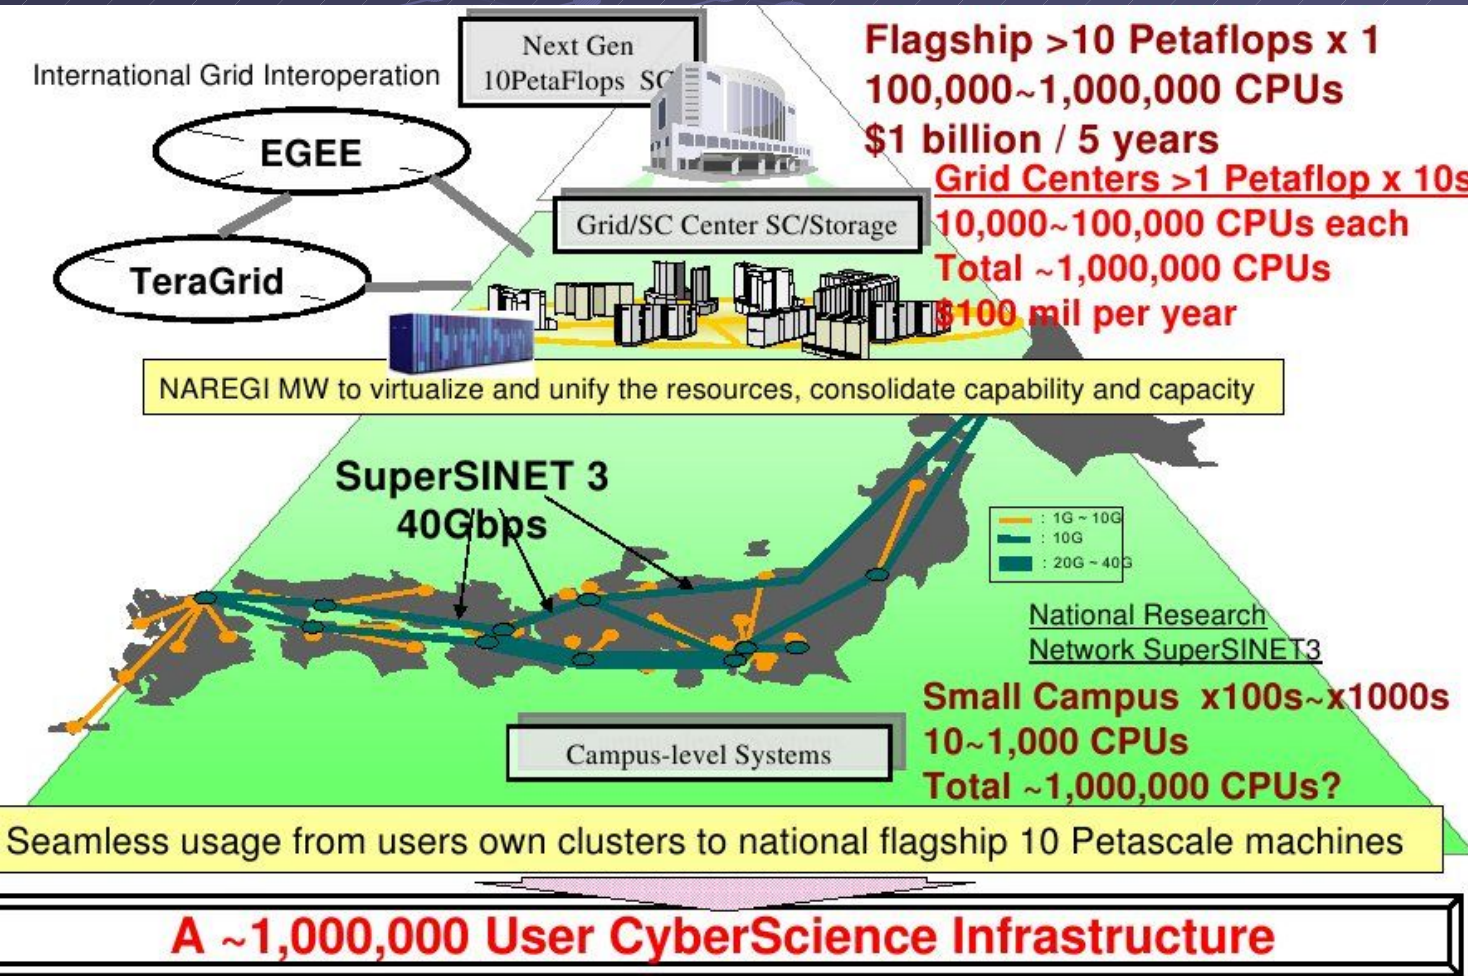 Next Gen
10PetaFlops SC
International Grid Interoperation
EGEE
TeraGrid
Flagship >10 Petaflops x 1
100,000~1,000,000 CPUs
$1 billion / 5 years
Grid Centers >1 Petaflop x 10s
10,000~100,000 CPUs each
Total ~1,000,000 CPUs
$100 mil per year
Grid/SC Center SC/Storage
NAREGI MW to virtualize and unify the resources, consolidate capability and capacity
SuperSINET 3
40Gbps
: 1G ~ 10G
: 10G
: 20G ~ 40G
National Research
Network SuperSINET3
Small Campus x100s~x1000s
10~1,000 CPUs
Total ~1,000,000 CPUs?
Campus-level Systems
Seamless usage from users own clusters to national flagship 10 Petascale machines
A ~1,000,000 User CyberScience Infrastructure